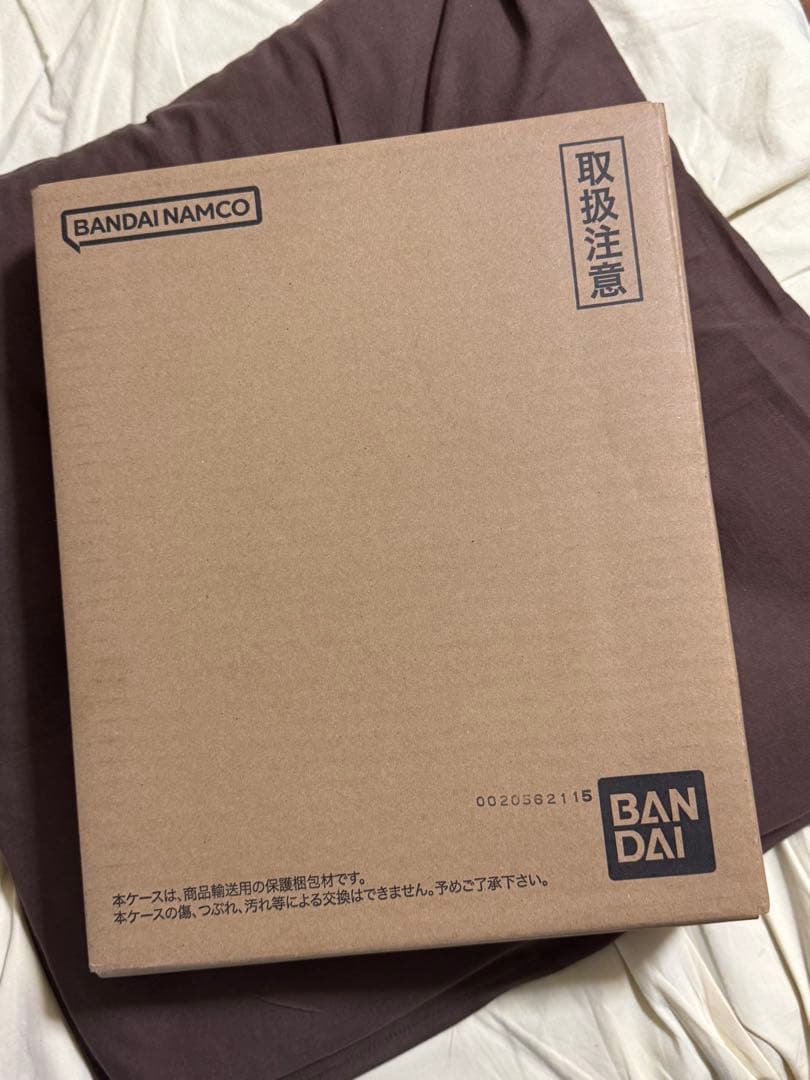 BANDAI NAMCO
取扱注意
0020562115
BAN
DAI
本ケースは、商品輸送用の保護梱包材です。
本ケースの傷、つぶれ、汚れ等による交換はできません。予めご了承下さい。